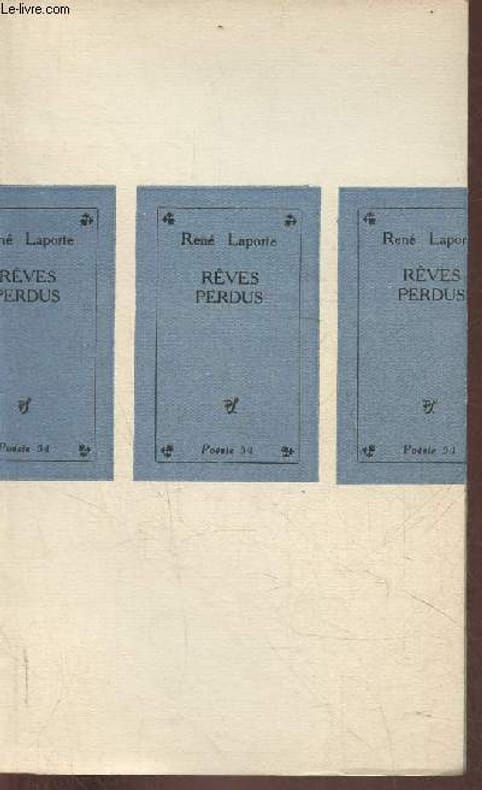 Le-livre.com
né Laporte
RÊVES
PERDUS
Poésie 54
René Laporte
RÊVES
PERDUS
Poésie 54
René Lapor
RÊVES
PERDUS
Poésie 54